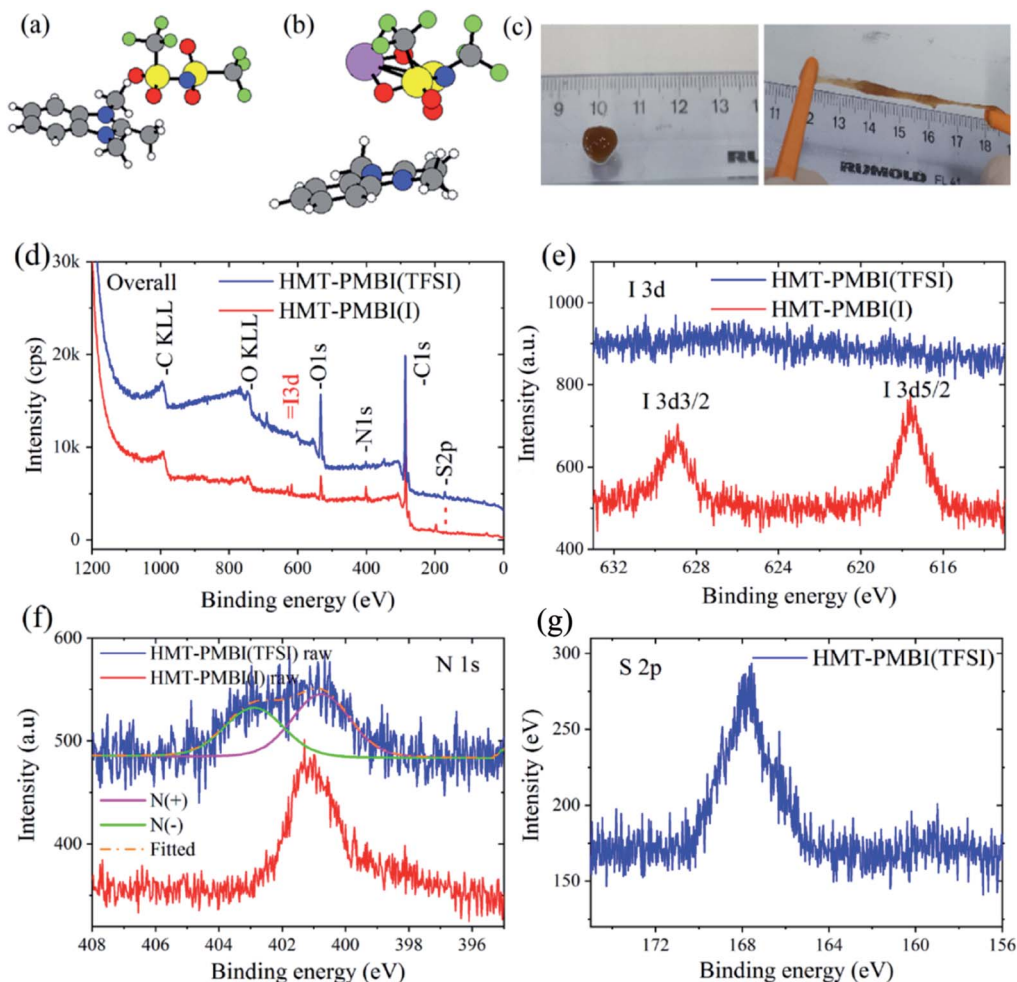 (a)
(b)
(c)
9 10 11 12 13
11 12 13 14 15 16 17 18
RUMOLD
(d)
30k
20k
10k
0
Overall
HMT-PMBI(TFSI)
HMT-PMBI(I)
-C KLL
-O KLL
=I3d
-O1s
-N1s
-C1s
-S2p
Intensity (cps)
1200 1000 800 600 400 200 0
Binding energy (eV)
(e)
I 3d
HMT-PMBI(TFSI)
HMT-PMBI(I)
1000
800
600
400
I 3d3/2
I 3d5/2
Intensity (a.u.)
632 628 624 620 616
Binding energy (eV)
(f)
600
500
400
HMT-PMBI(TFSI) raw
HMT-PMBI(I) raw
N 1s
N(+)
N(-)
Fitted
Intensity (a.u)
408 406 404 402 400 398 396
Binding energy (eV)
(g)
S 2p
HMT-PMBI(TFSI)
300
250
200
150
Intensity (eV)
172 168 164 160 156
Binding energy (eV)